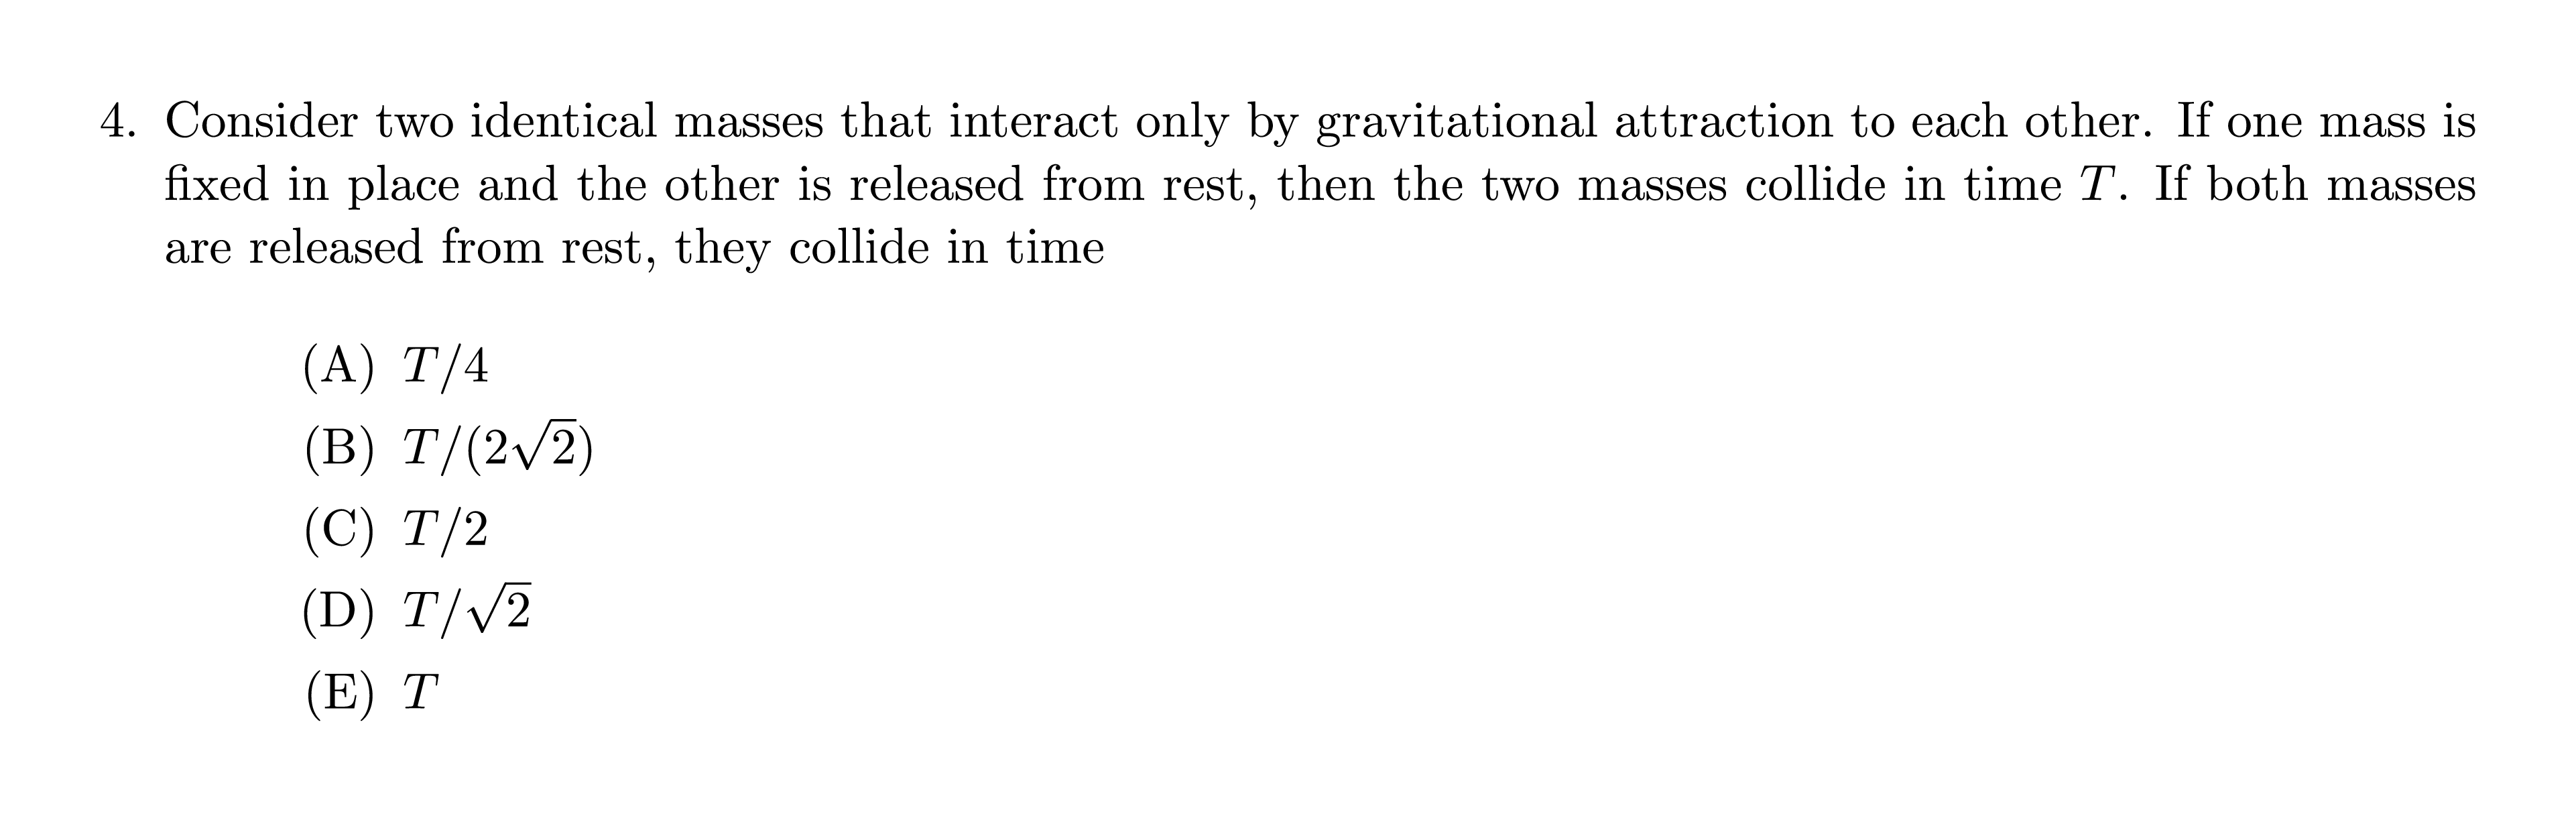 4. Consider two identical masses that interact only by gravitational attraction to each other. If one mass is
fixed in place and the other is released from rest, then the two masses collide in time T. If both masses
are released from rest, they collide in time
(A) T/4
(B) T/(2√2)
(C) T/2
(D) T/√2
(E) T